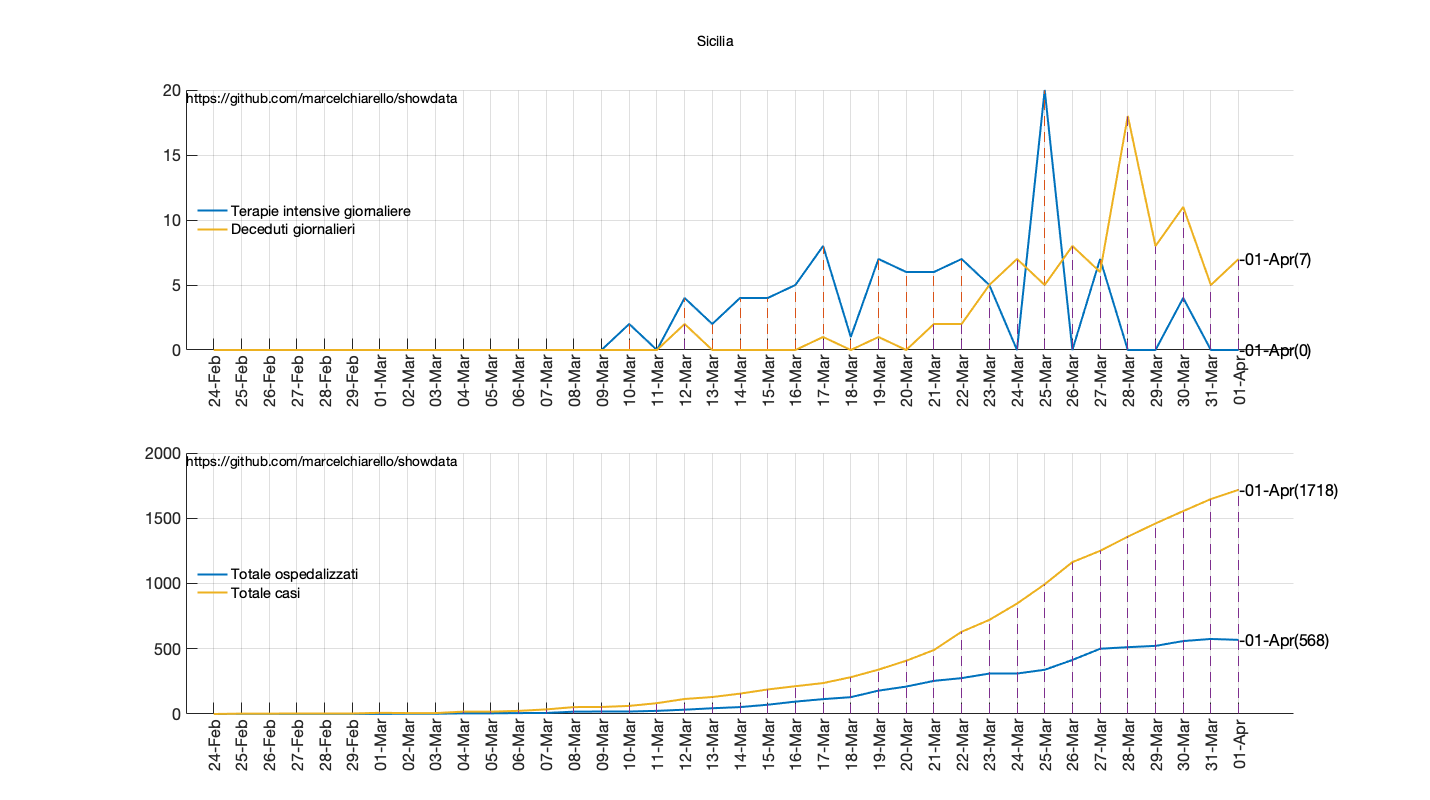 Sicilia
20
https://github.com/marcelchiarello/showdata
15
10
Terapie intensive giornaliere
Deceduti giornalieri
5
0
-01-Apr(7)
-01-Apr(0)
24-Feb
25-Feb
26-Feb
27-Feb
28-Feb
29-Feb
01-Mar
02-Mar
03-Mar
04-Mar
05-Mar
06-Mar
07-Mar
08-Mar
09-Mar
10-Mar
11-Mar
12-Mar
13-Mar
14-Mar
15-Mar
16-Mar
17-Mar
18-Mar
19-Mar
20-Mar
21-Mar
22-Mar
23-Mar
24-Mar
25-Mar
26-Mar
27-Mar
28-Mar
29-Mar
30-Mar
31-Mar
01-Apr
2000
https://github.com/marcelchiarello/showdata
1500
1000
Totale ospedalizzati
Totale casi
500
0
-01-Apr(1718)
-01-Apr(568)
24-Feb
25-Feb
26-Feb
27-Feb
28-Feb
29-Feb
01-Mar
02-Mar
03-Mar
04-Mar
05-Mar
06-Mar
07-Mar
08-Mar
09-Mar
10-Mar
11-Mar
12-Mar
13-Mar
14-Mar
15-Mar
16-Mar
17-Mar
18-Mar
19-Mar
20-Mar
21-Mar
22-Mar
23-Mar
24-Mar
25-Mar
26-Mar
27-Mar
28-Mar
29-Mar
30-Mar
31-Mar
01-Apr